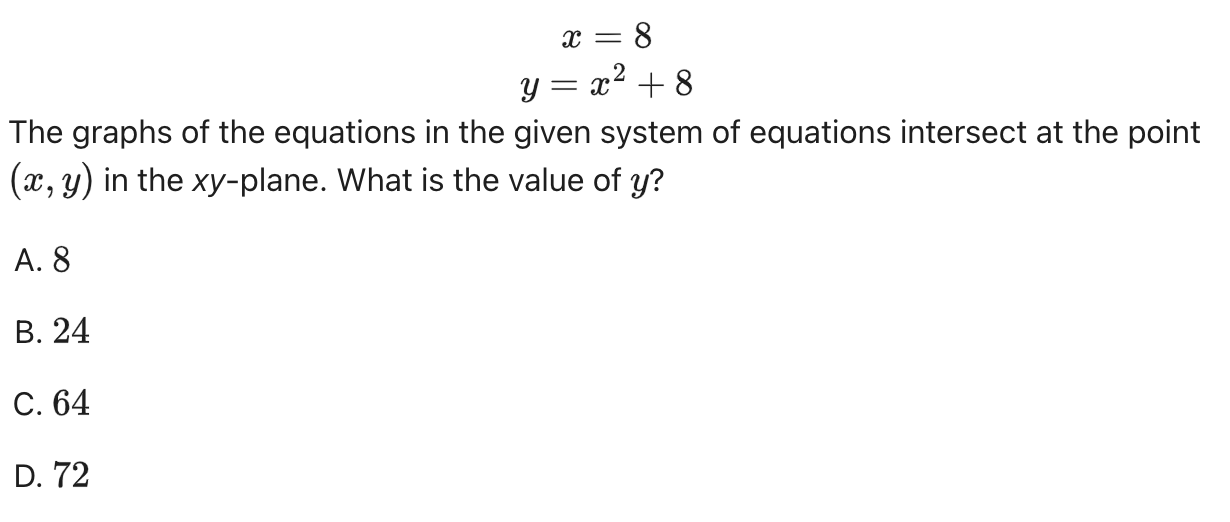 x = 8
y = x² + 8
The graphs of the equations in the given system of equations intersect at the point
(x, y) in the xy-plane. What is the value of y?
A. 8
B. 24
C. 64
D. 72